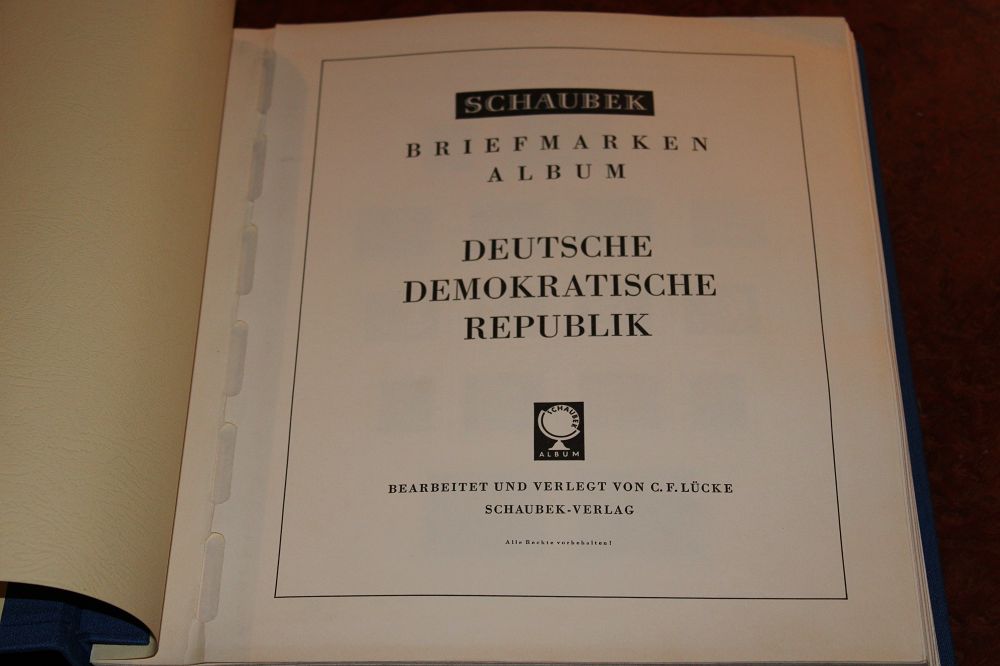 SCHAUBEK
BRIEFMARKEN
ALBUM
DEUTSCHE
DEMOKRATISCHE
REPUBLIK
SCHAUBEK
ALBUM
BEARBEITET UND VERLEGT VON C. F. LÜCKE
SCHAUBEK-VERLAG
Alle Rechte vorbehalten!